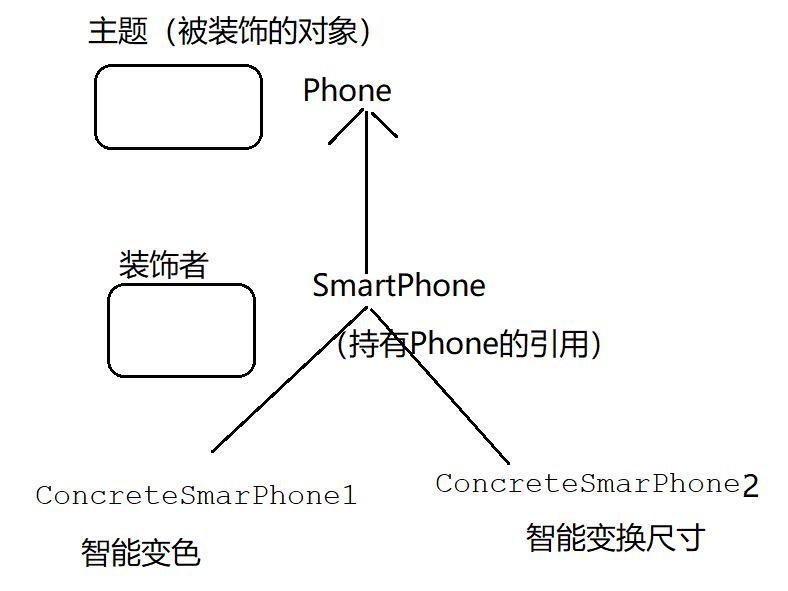 主题（被装饰的对象）
Phone
装饰者
SmartPhone
（持有Phone的引用）
ConcreteSmarPhone1
ConcreteSmarPhone2
智能变色
智能变换尺寸